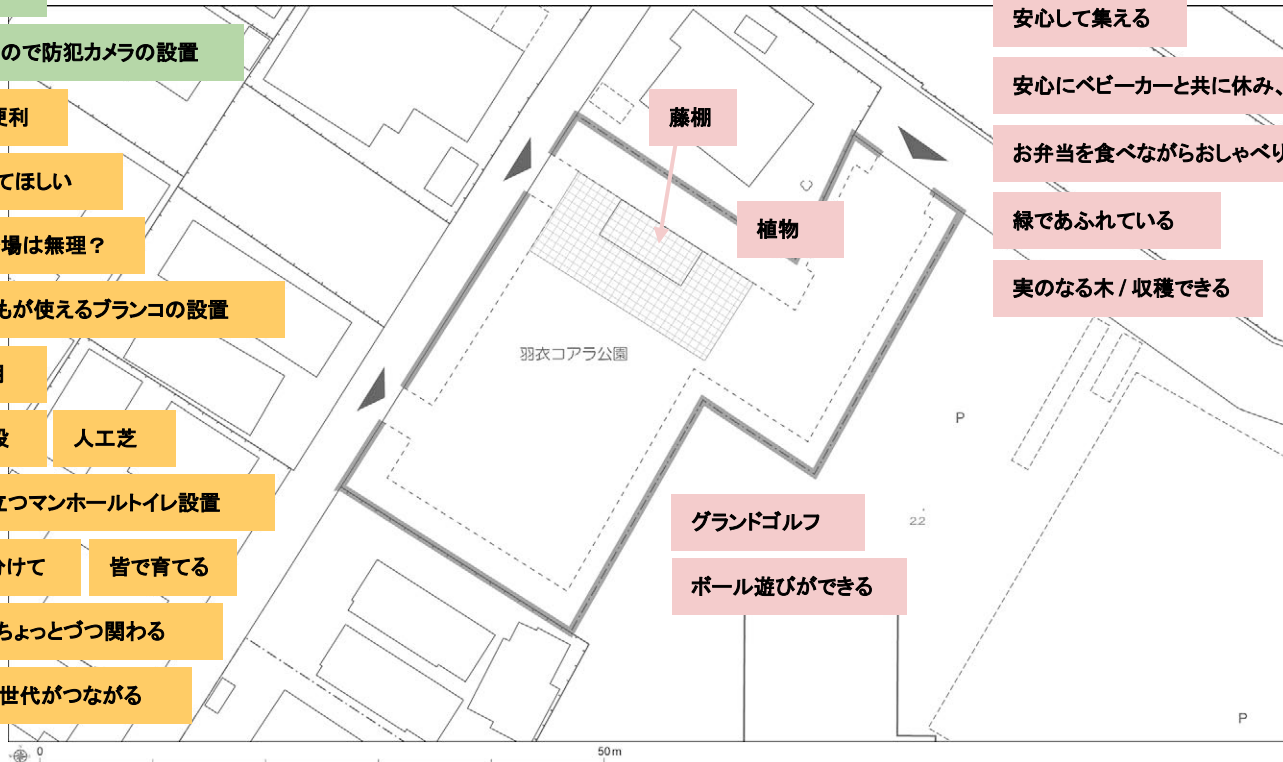 ので防犯カメラの設置
便利
てほしい
場は無理？
もが使えるブランコの設置
設
人工芝
立つマンホールトイレ設置
分けて
皆で育てる
ちょっとづつ関わる
世代がつながる
藤棚
植物
羽衣コアラ公園
グランドゴルフ
ボール遊びができる
安心して集える
安心にベビーカーと共に休み、
お弁当を食べながらおしゃべり
緑であふれている
実のなる木 / 収穫できる
P
22
P
0
50m